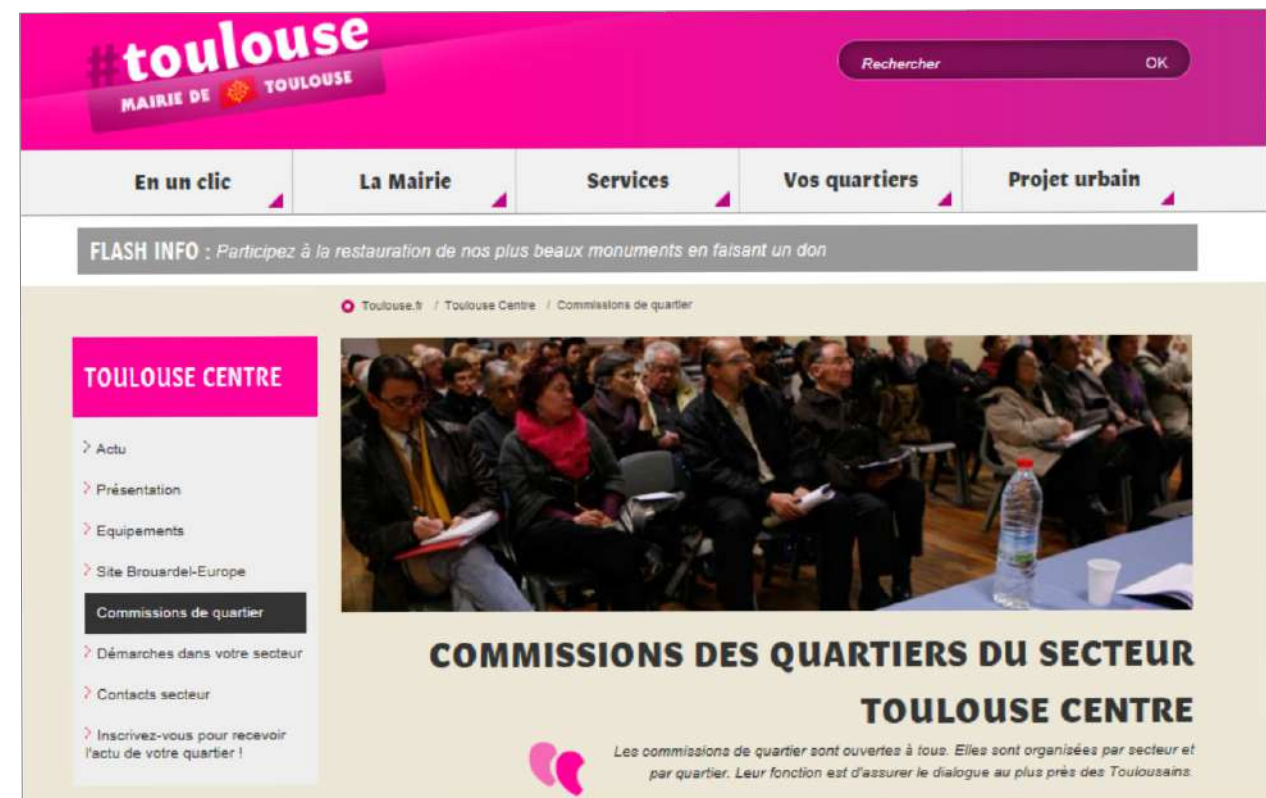 #toulouse
MAIRIE DE TOULOUSE
Rechercher OK
En un clic La Mairie Services Vos quartiers Projet urbain
FLASH INFO : Participez à la restauration de nos plus beaux monuments en faisant un don
Toulouse.fr / Toulouse Centre / Commissions de quartier
TOULOUSE CENTRE
Actu
Présentation
Equipements
Site Brouardel-Europe
Commissions de quartier
Démarches dans votre secteur
Contacts secteur
Inscrivez-vous pour recevoir
l'actu de votre quartier !
COMMISSIONS DES QUARTIERS DU SECTEUR
TOULOUSE CENTRE
Les commissions de quartier sont ouvertes à tous. Elles sont organisées par secteur et
par quartier. Leur fonction est d'assurer le dialogue au plus près des Toulousains.